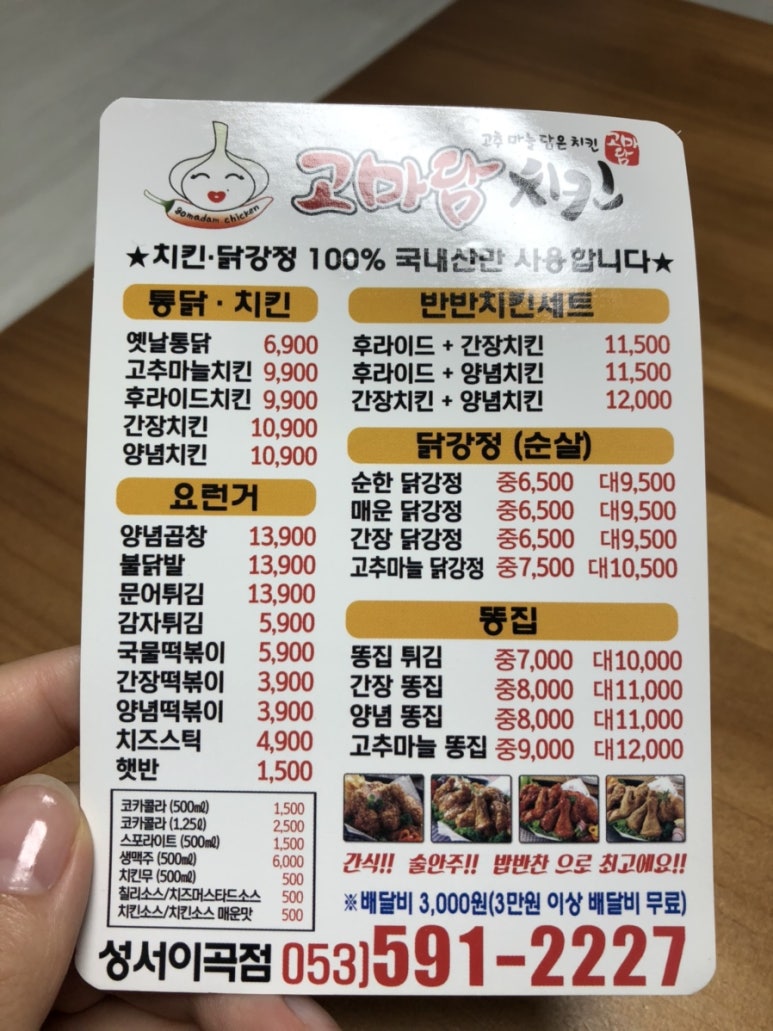 고추 마늘 담은 치킨
고마담
gomadam chicken
고마담 치킨
★치킨·닭강정 100% 국내산만 사용합니다★
통닭 · 치킨
옛날통닭 6,900
고추마늘치킨 9,900
후라이드치킨 9,900
간장치킨 10,900
양념치킨 10,900
요런거
양념곱창 13,900
불닭발 13,900
문어튀김 13,900
감자튀김 5,900
국물떡볶이 5,900
간장떡볶이 3,900
양념떡볶이 3,900
치즈스틱 4,900
햇반 1,500
코카콜라 (500㎖) 1,500
코카콜라 (1,25ℓ) 2,500
스프라이트 (500㎖) 1,500
생맥주 (500㎖) 6,000
치킨무 (500㎖) 500
칠리소스/치즈머스타드소스 500
치킨소스/치킨소스 매운맛 500
반반치킨세트
후라이드 + 간장치킨 11,500
후라이드 + 양념치킨 11,500
간장치킨 + 양념치킨 12,000
닭강정 (순살)
순한 닭강정 중6,500 대9,500
매운 닭강정 중6,500 대9,500
간장 닭강정 중6,500 대9,500
고추마늘 닭강정 중7,500 대10,500
똥집
똥집 튀김 중7,000 대10,000
간장 똥집 중8,000 대11,000
양념 똥집 중8,000 대11,000
고추마늘 똥집 중9,000 대12,000
간식!! 술안주!! 밥반찬 으로 최고예요!!
※배달비 3,000원(3만원 이상 배달비 무료)
성서이곡점 053)591-2227